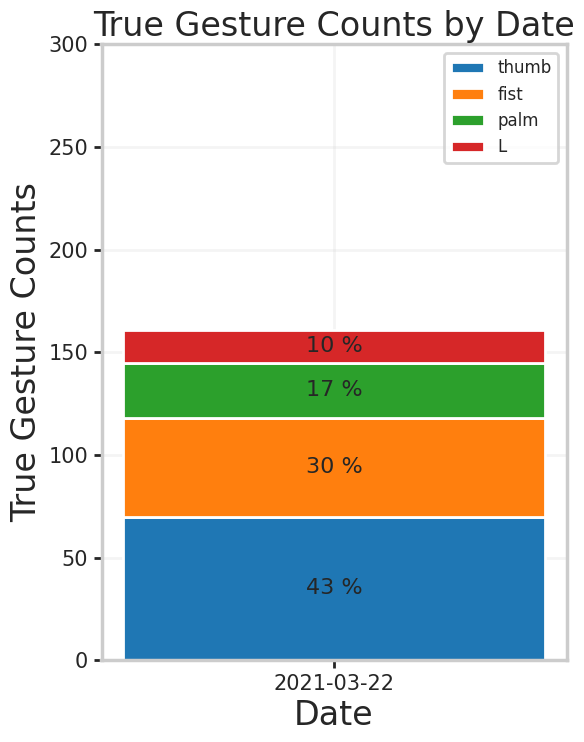 True Gesture Counts by Date
True Gesture Counts
300
250
200
150
100
50
0
thumb
fist
palm
L
10 %
17 %
30 %
43 %
2021-03-22
Date